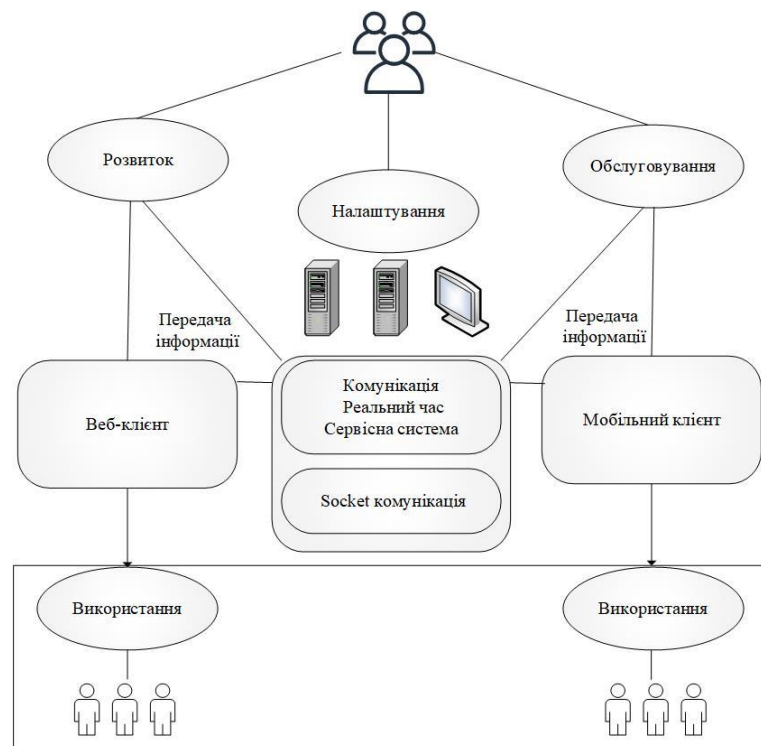 Розвиток
Обслуговування
Налаштування
Передача
інформації
Передача
інформації
Веб-клієнт
Комунікація
Реальний час
Сервісна система
Мобільний клієнт
Socket комунікація
Використання
Використання